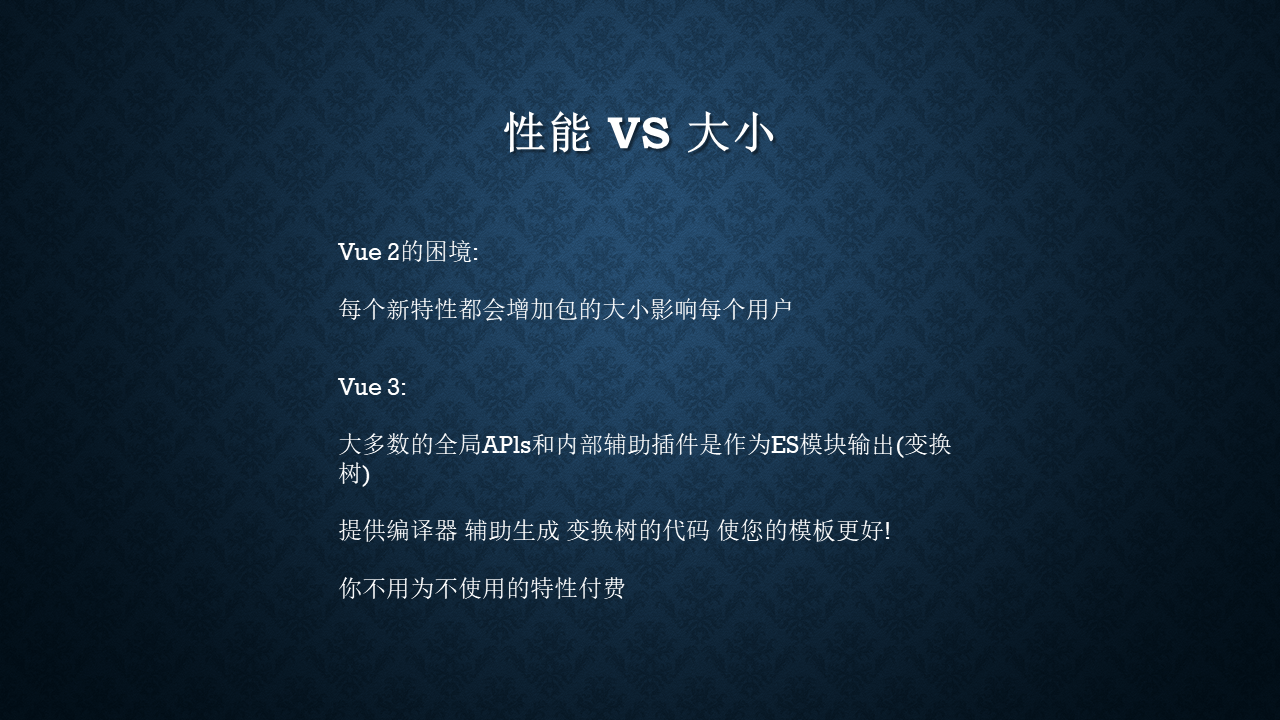 性能 VS 大小
Vue 2的困境:
每个新特性都会增加包的大小影响每个用户
Vue 3:
大多数的全局APIs和内部辅助插件是作为ES模块输出(变换
树)
提供编译器 辅助生成 变换树的代码 使您的模板更好!
你不用为不使用的特性付费